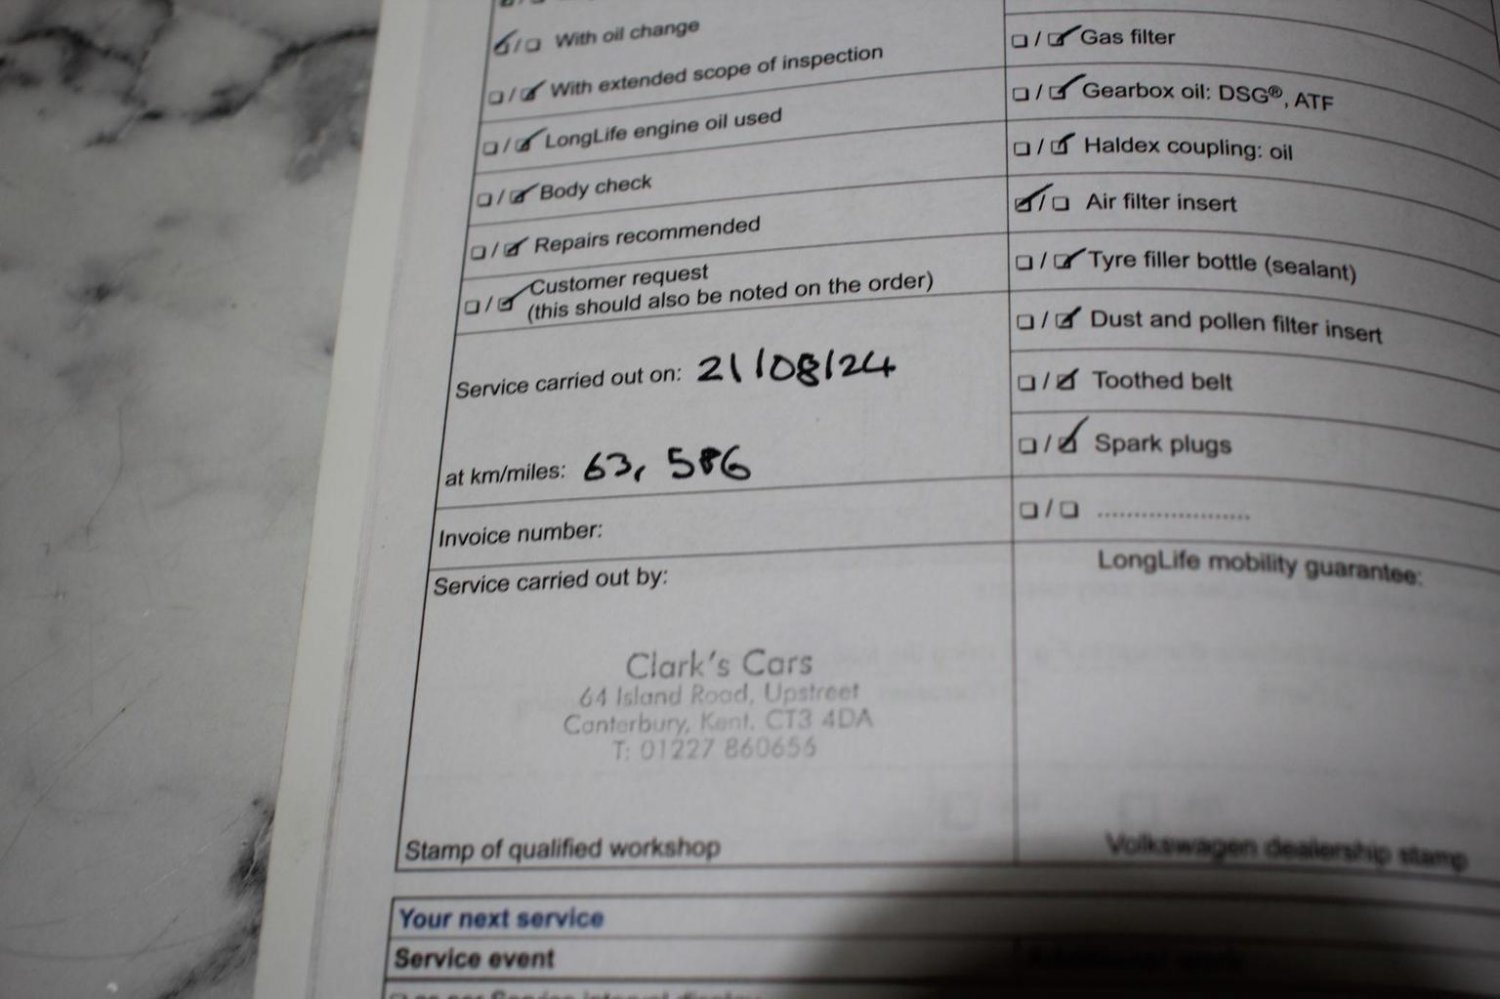 With oil change
With extended scope of inspection
LongLife engine oil used
Body check
Repairs recommended
Customer request
(this should also be noted on the order)
Service carried out on: 21/08/24
at km/miles: 63, 586
Invoice number:
Service carried out by:
Clark's Cars
64 Island Road, Upstreet
Canterbury, Kent. CT3 4DA
T: 01227 860656
Stamp of qualified workshop
Gas filter
Gearbox oil: DSG®, ATF
Haldex coupling: oil
Air filter insert
Tyre filler bottle (sealant)
Dust and pollen filter insert
Toothed belt
Spark plugs
LongLife mobility guarantee:
Volkswagen dealership stamp
Your next service
Service event